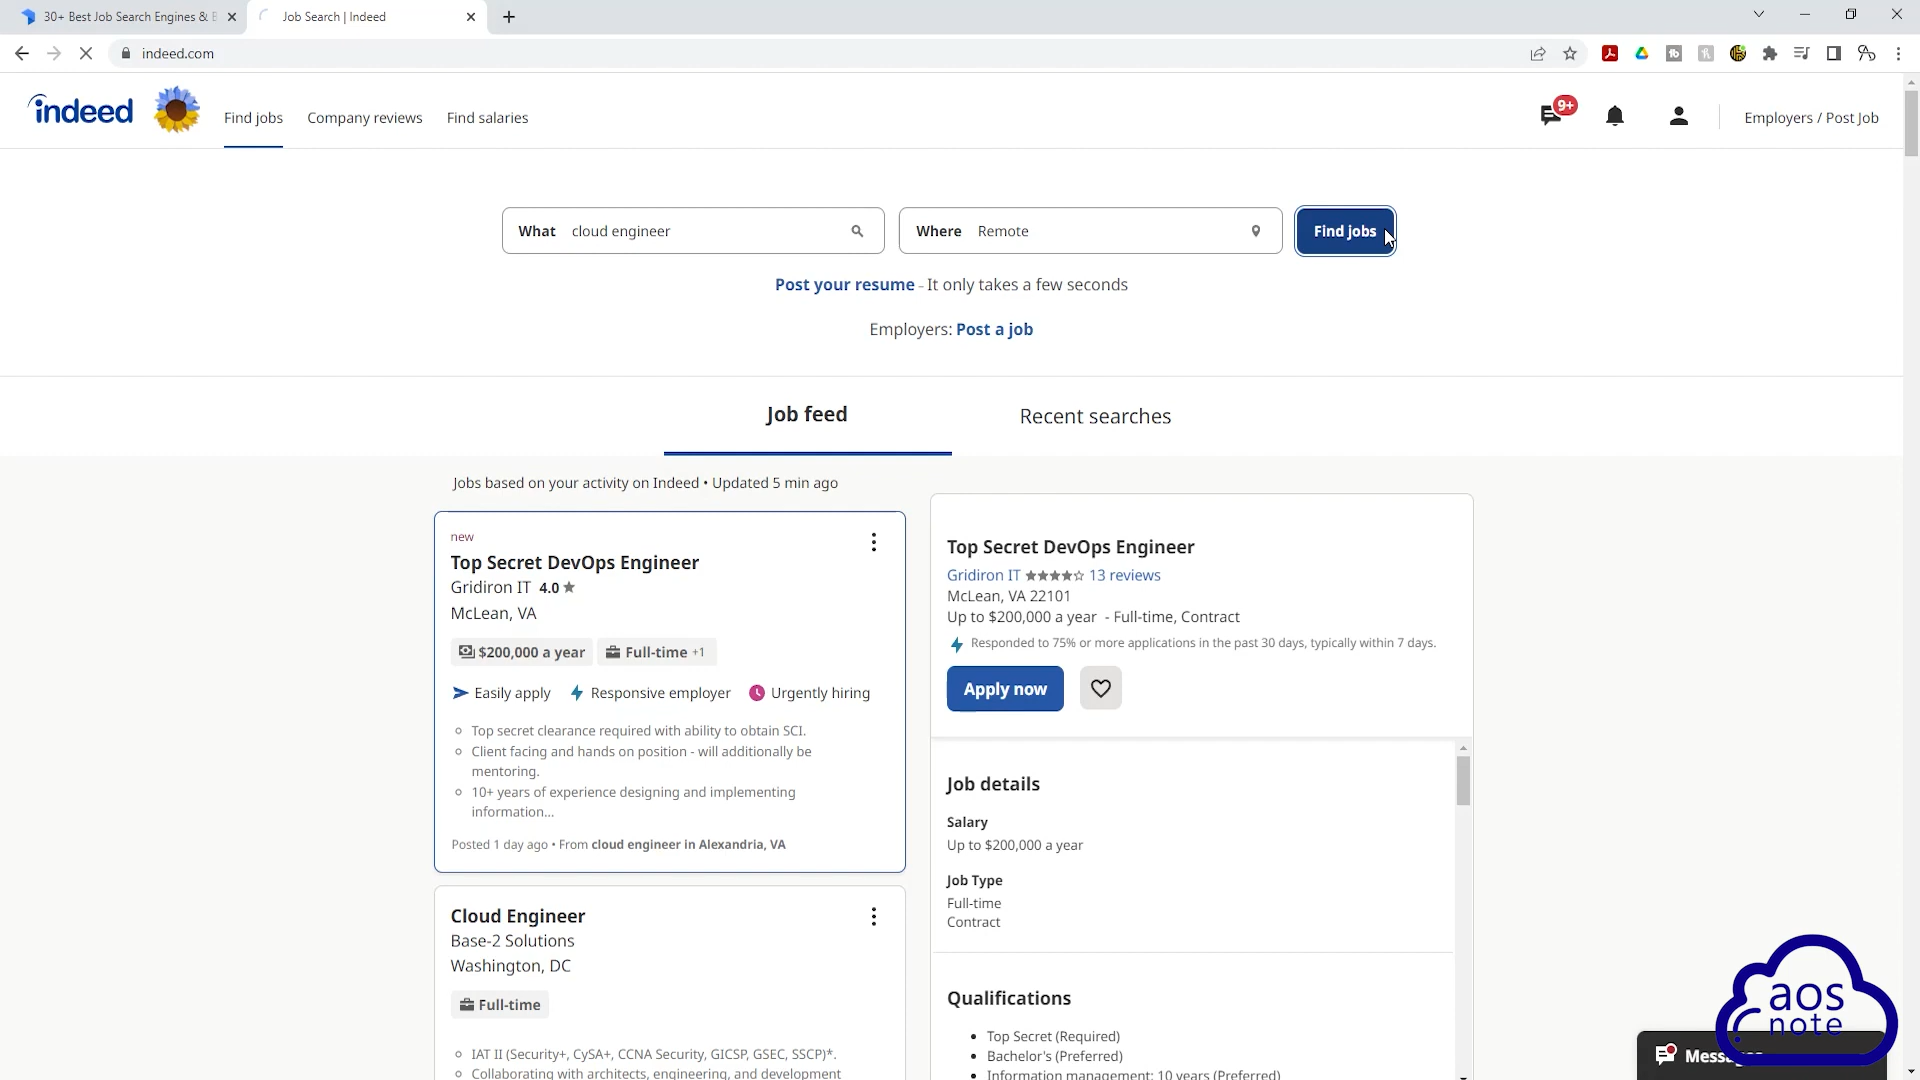 30+ Best Job Search Engines &
Job Search | Indeed
indeed.com
indeed
Find jobs
Company reviews
Find salaries
9+
Employers / Post Job
What cloud engineer
Where Remote
Find jobs
Post your resume - It only takes a few seconds
Employers: Post a job
Job feed
Recent searches
Jobs based on your activity on Indeed • Updated 5 min ago
new
Top Secret DevOps Engineer
Gridiron IT 4.0
McLean, VA
$200,000 a year
Full-time +1
Easily apply
Responsive employer
Urgently hiring
Top secret clearance required with ability to obtain SCI.
Client facing and hands on position - will additionally be
mentoring.
10+ years of experience designing and implementing
information...
Posted 1 day ago • From cloud engineer in Alexandria, VA
Cloud Engineer
Base-2 Solutions
Washington, DC
Full-time
IAT II (Security+, CySA+, CCNA Security, GICSP, GSEC, SSCP)*.
Collaborating with architects, engineering, and development
Top Secret DevOps Engineer
Gridiron IT 13 reviews
McLean, VA 22101
Up to $200,000 a year - Full-time, Contract
Responded to 75% or more applications in the past 30 days, typically within 7 days.
Apply now
Job details
Salary
Up to $200,000 a year
Job Type
Full-time
Contract
Qualifications
Top Secret (Required)
Bachelor's (Preferred)
Information management: 10 years (Preferred)
aos
note